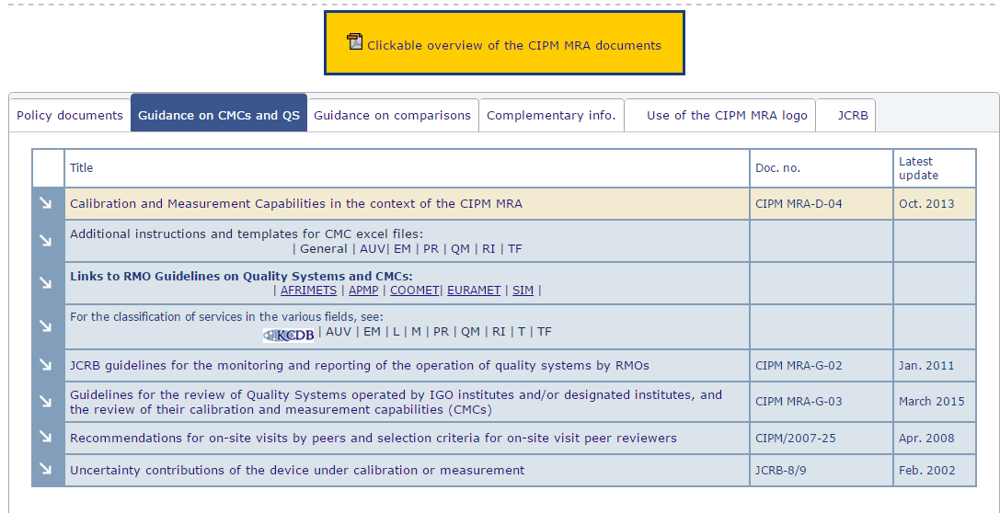 Clickable overview of the CIPM MRA documents
Policy documents
Guidance on CMCs and QS
Guidance on comparisons
Complementary info.
Use of the CIPM MRA logo
JCRB
Title
Doc. no.
Latest
update
Calibration and Measurement Capabilities in the context of the CIPM MRA
CIPM MRA-D-04
Oct. 2013
Additional instructions and templates for CMC excel files:
| General | AUV| EM | PR | QM | RI | TF
Links to RMO Guidelines on Quality Systems and CMCs:
| AFRIMETS | APMP | COOMET| EURAMET | SIM |
For the classification of services in the various fields, see:
KCDB | AUV | EM | L | M | PR | QM | RI | T | TF
JCRB guidelines for the monitoring and reporting of the operation of quality systems by RMOs
CIPM MRA-G-02
Jan. 2011
Guidelines for the review of Quality Systems operated by IGO institutes and/or designated institutes, and
the review of their calibration and measurement capabilities (CMCs)
CIPM MRA-G-03
March 2015
Recommendations for on-site visits by peers and selection criteria for on-site visit peer reviewers
CIPM/2007-25
Apr. 2008
Uncertainty contributions of the device under calibration or measurement
JCRB-8/9
Feb. 2002